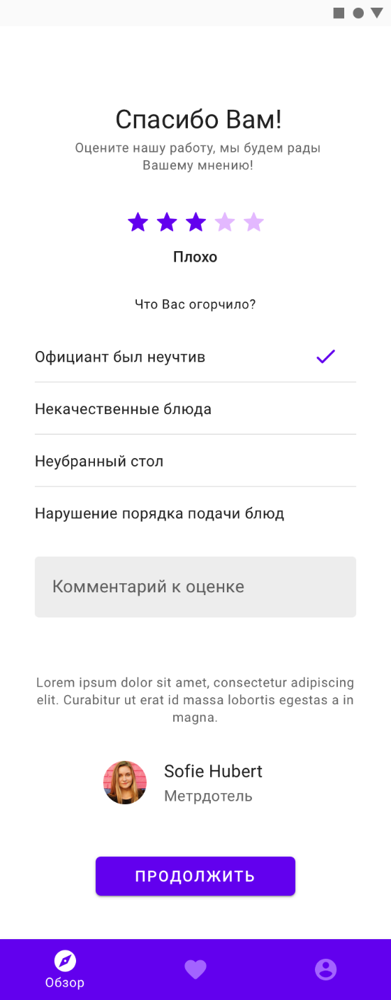 Спасибо Вам!
Оцените нашу работу, мы будем рады
Вашему мнению!
Плохо
Что Вас огорчило?
Официант был неучтив
Некачественные блюда
Неубранный стол
Нарушение порядка подачи блюд
Комментарий к оценке
Lorem ipsum dolor sit amet, consectetur adipiscing
elit. Curabitur ut erat id massa lobortis egestas a in
magna.
Sofie Hubert
Метрдотель
ПРОДОЛЖИТЬ
Обзор